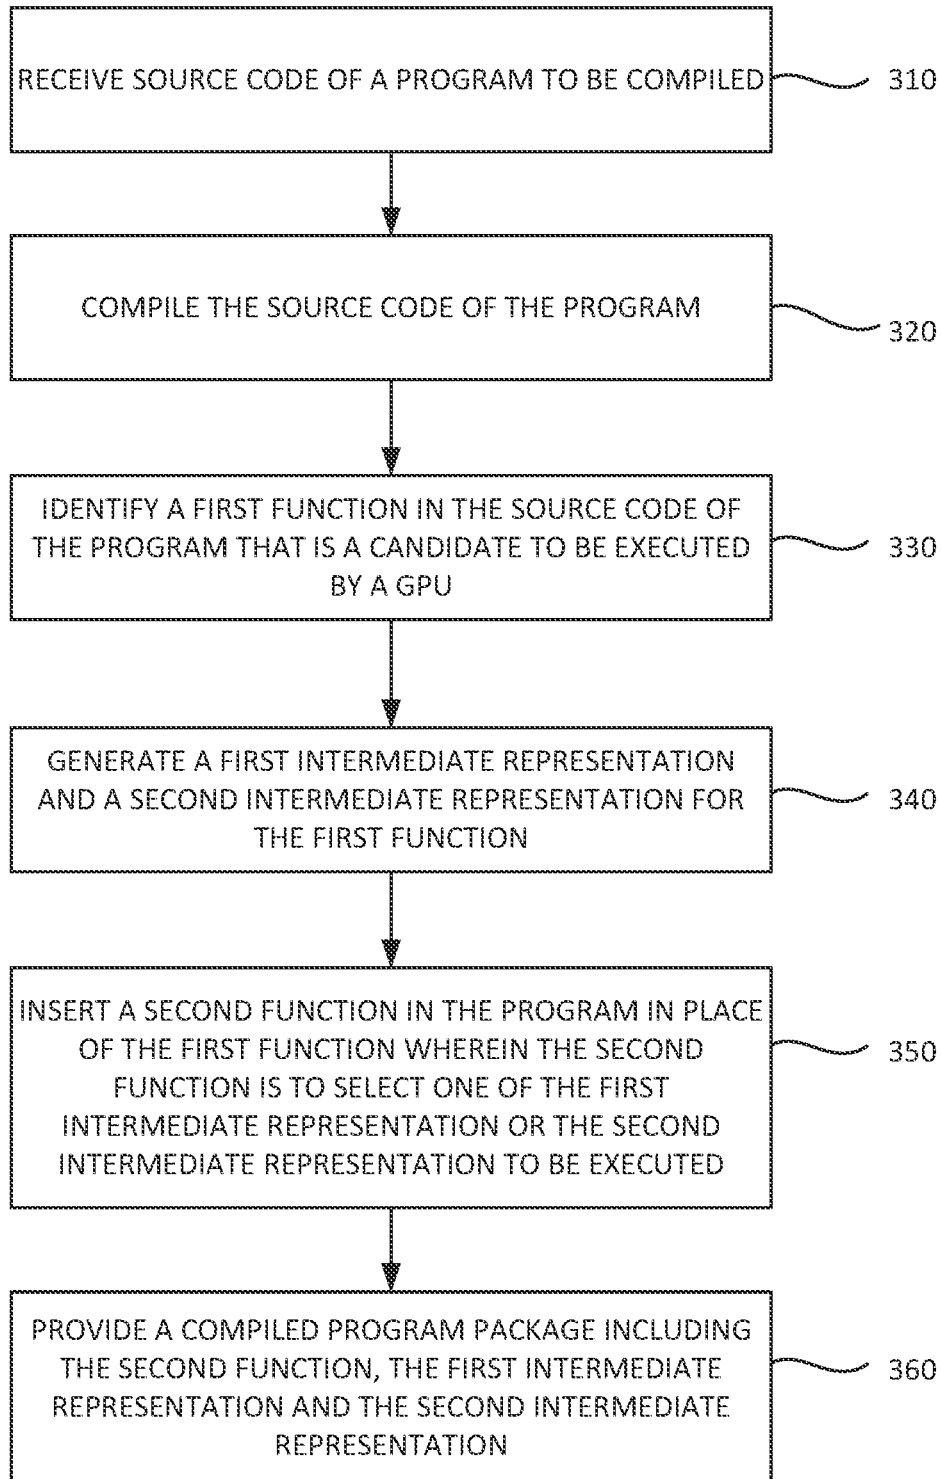 RECEIVE SOURCE CODE OF A PROGRAM TO BE COMPILED
310
COMPILE THE SOURCE CODE OF THE PROGRAM
320
IDENTIFY A FIRST FUNCTION IN THE SOURCE CODE OF
THE PROGRAM THAT IS A CANDIDATE TO BE EXECUTED
BY A GPU
330
GENERATE A FIRST INTERMEDIATE REPRESENTATION
AND A SECOND INTERMEDIATE REPRESENTATION FOR
THE FIRST FUNCTION
340
INSERT A SECOND FUNCTION IN THE PROGRAM IN PLACE
OF THE FIRST FUNCTION WHEREIN THE SECOND
FUNCTION IS TO SELECT ONE OF THE FIRST
INTERMEDIATE REPRESENTATION OR THE SECOND
INTERMEDIATE REPRESENTATION TO BE EXECUTED
350
PROVIDE A COMPILED PROGRAM PACKAGE INCLUDING
THE SECOND FUNCTION, THE FIRST INTERMEDIATE
REPRESENTATION AND THE SECOND INTERMEDIATE
REPRESENTATION
360